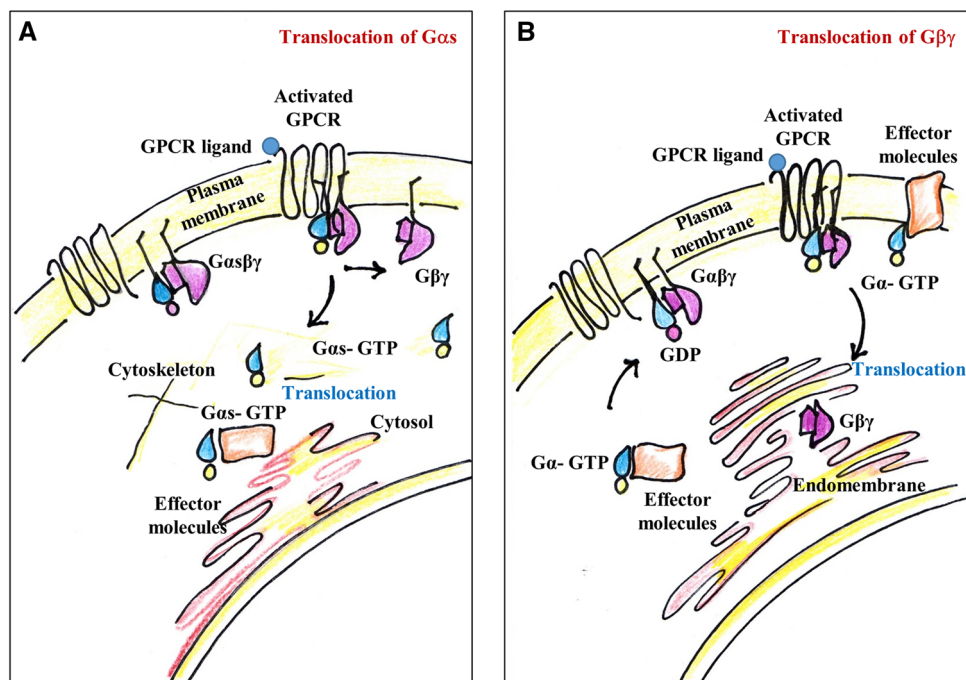 A
Translocation of Gαs
Activated
GPCR
GPCR ligand
Plasma
membrane
Gαsβγ
Gβγ
Gαs- GTP
Cytoskeleton
Translocation
Gαs- GTP
Cytosol
Effector
molecules
B
Translocation of Gβγ
Activated
GPCR
Effector
molecules
GPCR ligand
Plasma
membrane
Gαβγ
Gα- GTP
GDP
Translocation
Gβγ
Gα- GTP
Endomembrane
Effector
molecules